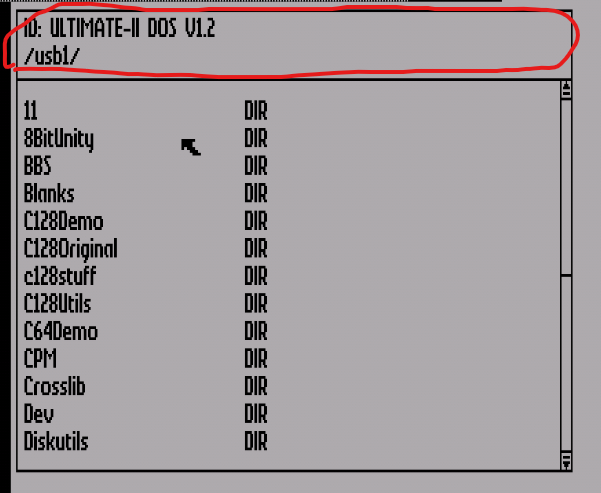 ID: ULTIMATE-II DOS V1.2
/usb1/
11 DIR
8BitUnity DIR
BBS DIR
Blanks DIR
C128Demo DIR
C128Original DIR
c128stuff DIR
C128Utils DIR
C64Demo DIR
CPM DIR
Crosslib DIR
Dev DIR
Diskutils DIR